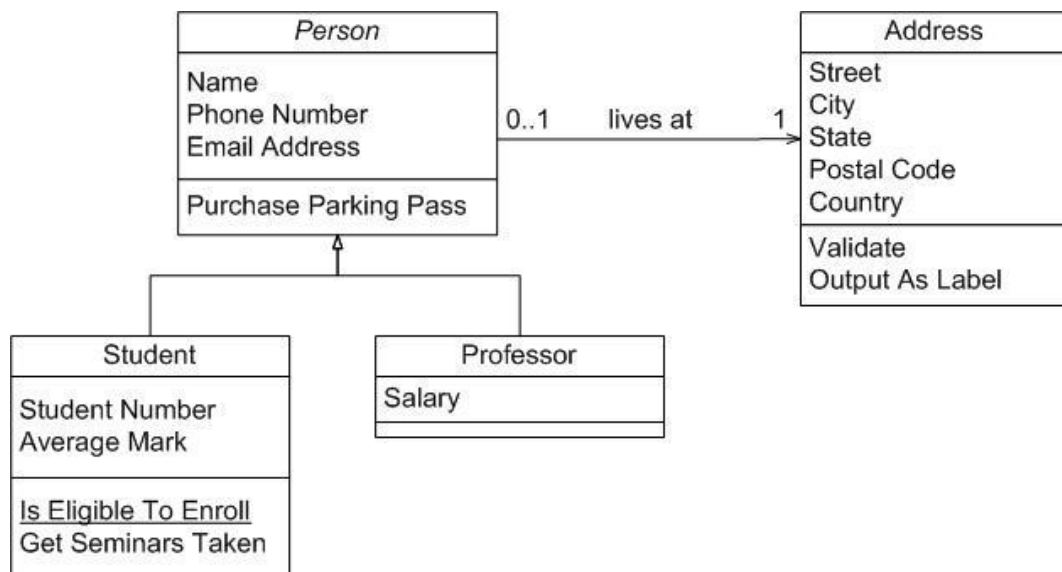 Person
Name
Phone Number
Email Address
Purchase Parking Pass
0..1 lives at 1
Address
Street
City
State
Postal Code
Country
Validate
Output As Label
Student
Student Number
Average Mark
Is Eligible To Enroll
Get Seminars Taken
Professor
Salary